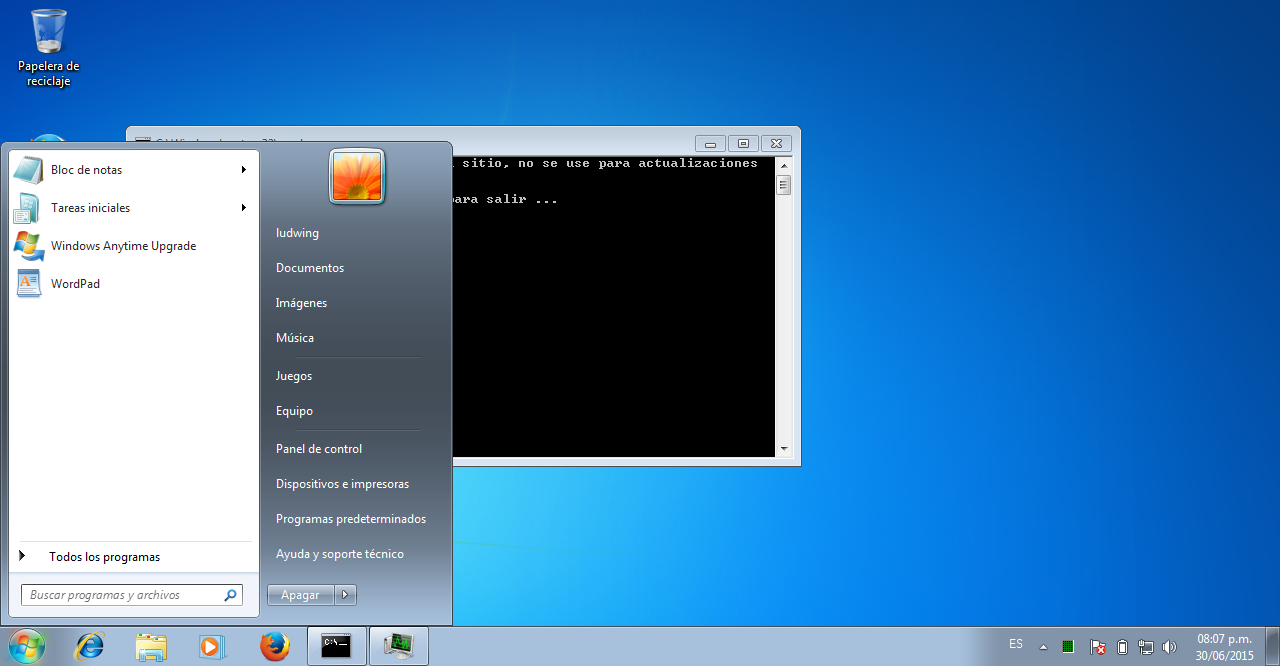 Papelera de
reciclaje
sitio, no se use para actualizaciones
para salir ...
Bloc de notas
Tareas iniciales
Windows Anytime Upgrade
WordPad
Todos los programas
Buscar programas y archivos
ludwing
Documentos
Imágenes
Música
Juegos
Equipo
Panel de control
Dispositivos e impresoras
Programas predeterminados
Ayuda y soporte técnico
Apagar
C:\
ES
08:07 p.m.
30/06/2015